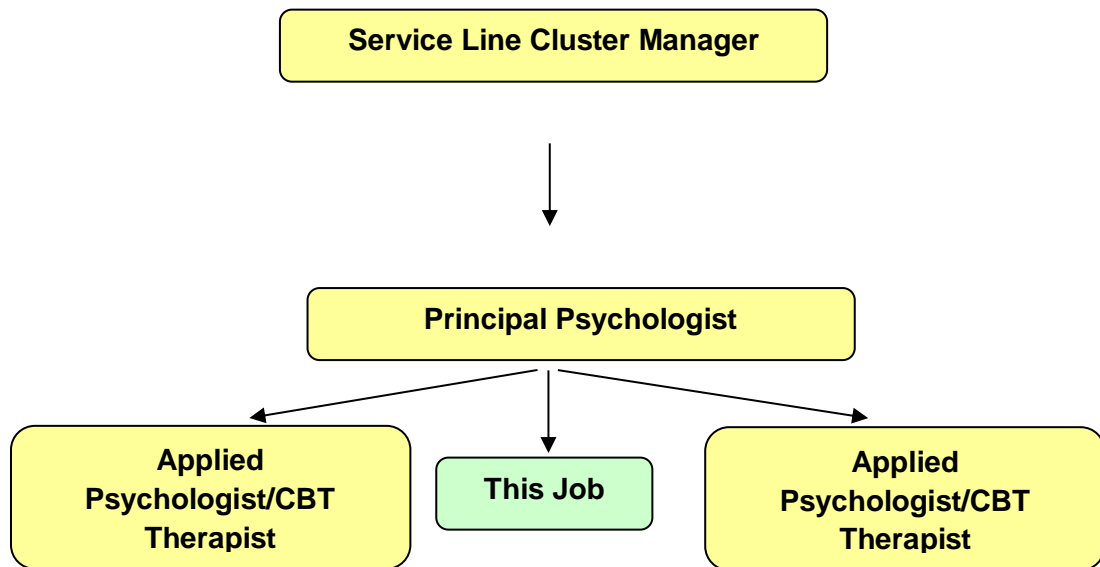 Service Line Cluster Manager
Principal Psychologist
Applied
Psychologist/CBT
Therapist
This Job
Applied
Psychologist/CBT
Therapist